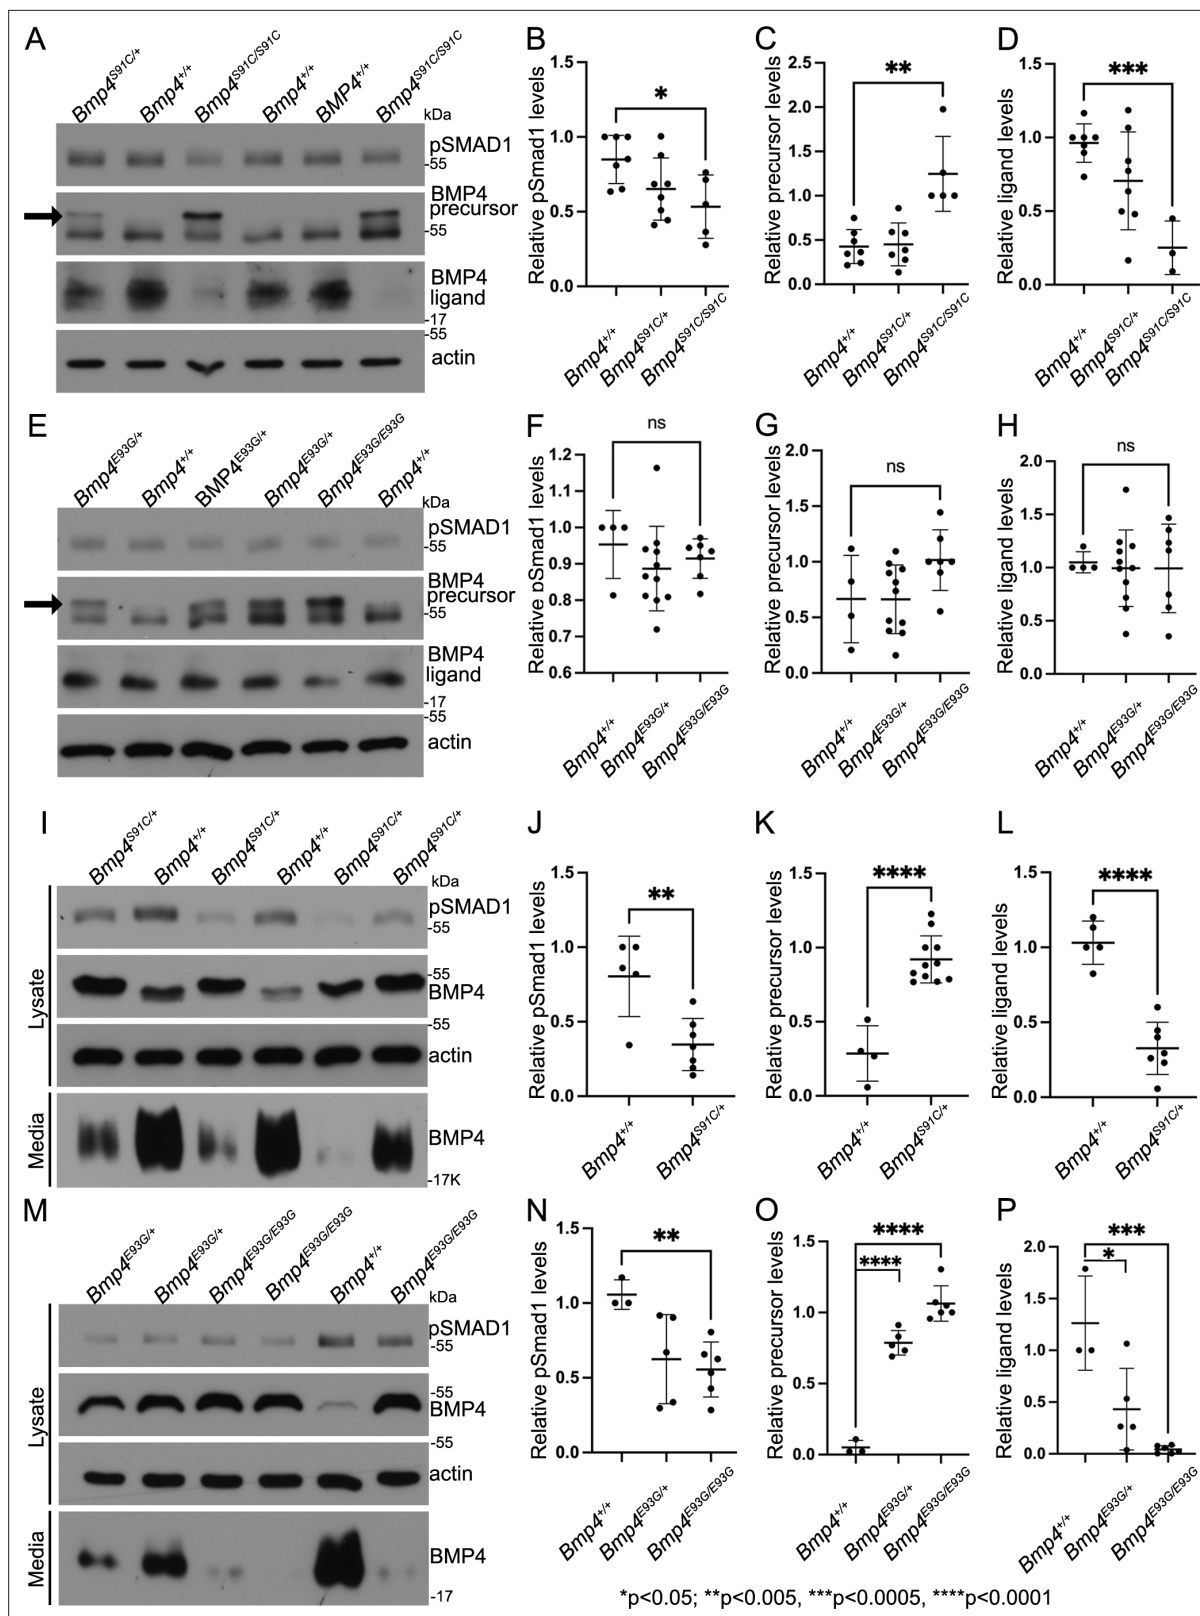 A
Bmp4S91C/+
Bmp4+/+
Bmp4S91C/S91C
Bmp4+/+
BMP4+/+
Bmp4S91C/S91C
kDa
pSMAD1
-55
BMP4
precursor
-55
BMP4
ligand
-17
-55
actin
B
Relative pSmad1 levels
1.5
1.0
0.5
0.0
*
Bmp4+/+
Bmp4S91C/+
Bmp4S91C/S91C
C
Relative precursor levels
2.5
2.0
1.5
1.0
0.5
0.0
**
Bmp4+/+
Bmp4S91C/+
Bmp4S91C/S91C
D
Relative ligand levels
1.5
1.0
0.5
0.0
***
Bmp4+/+
Bmp4S91C/+
Bmp4S91C/S91C
E
Bmp4E93G/+
Bmp4+/+
BMP4E93G/+
Bmp4E93G/+
Bmp4E93G/E93G
Bmp4+/+
kDa
pSMAD1
-55
BMP4
precursor
-55
BMP4
ligand
-17
-55
actin
F
Relative pSmad1 levels
1.2
1.0
0.9
0.8
0.7
0.6
ns
Bmp4+/+
Bmp4E93G/+
Bmp4E93G/E93G
G
Relative precursor levels
2.0
1.5
1.0
0.5
0.0
ns
Bmp4+/+
Bmp4E93G/+
Bmp4E93G/E93G
H
Relative ligand levels
2.0
1.5
1.0
0.5
0.0
ns
Bmp4+/+
Bmp4E93G/+
Bmp4E93G/E93G
I
Bmp4S91C/+
Bmp4+/+
Bmp4S91C/+
Bmp4+/+
Bmp4S91C/+
Bmp4S91C/+
kDa
Lysate
pSMAD1
-55
-55
BMP4
-55
actin
Media
BMP4
-17K
J
Relative pSmad1 levels
1.5
1.0
0.5
0.0
**
Bmp4+/+
Bmp4S91C/+
K
Relative precursor levels
1.5
1.0
0.5
0.0
****
Bmp4+/+
Bmp4S91C/+
L
Relative ligand levels
1.5
1.0
0.5
0.0
****
Bmp4+/+
Bmp4S91C/+
M
Bmp4E93G/+
Bmp4E93G/+
Bmp4E93G/E93G
Bmp4E93G/E93G
Bmp4+/+
Bmp4E93G/E93G
kDa
Lysate
pSMAD1
-55
-55
BMP4
-55
actin
Media
BMP4
-17
N
Relative pSmad1 levels
1.5
1.0
0.5
0.0
**
Bmp4+/+
Bmp4E93G/+
Bmp4E93G/E93G
O
Relative precursor levels
1.5
1.0
0.5
0.0
****
****
Bmp4+/+
Bmp4E93G/+
Bmp4E93G/E93G
P
Relative ligand levels
2.0
1.5
1.0
0.5
0.0
***
*
Bmp4+/+
Bmp4E93G/+
Bmp4E93G/E93G
*p<0.05; **p<0.005, ***p<0.0005, ****p<0.0001